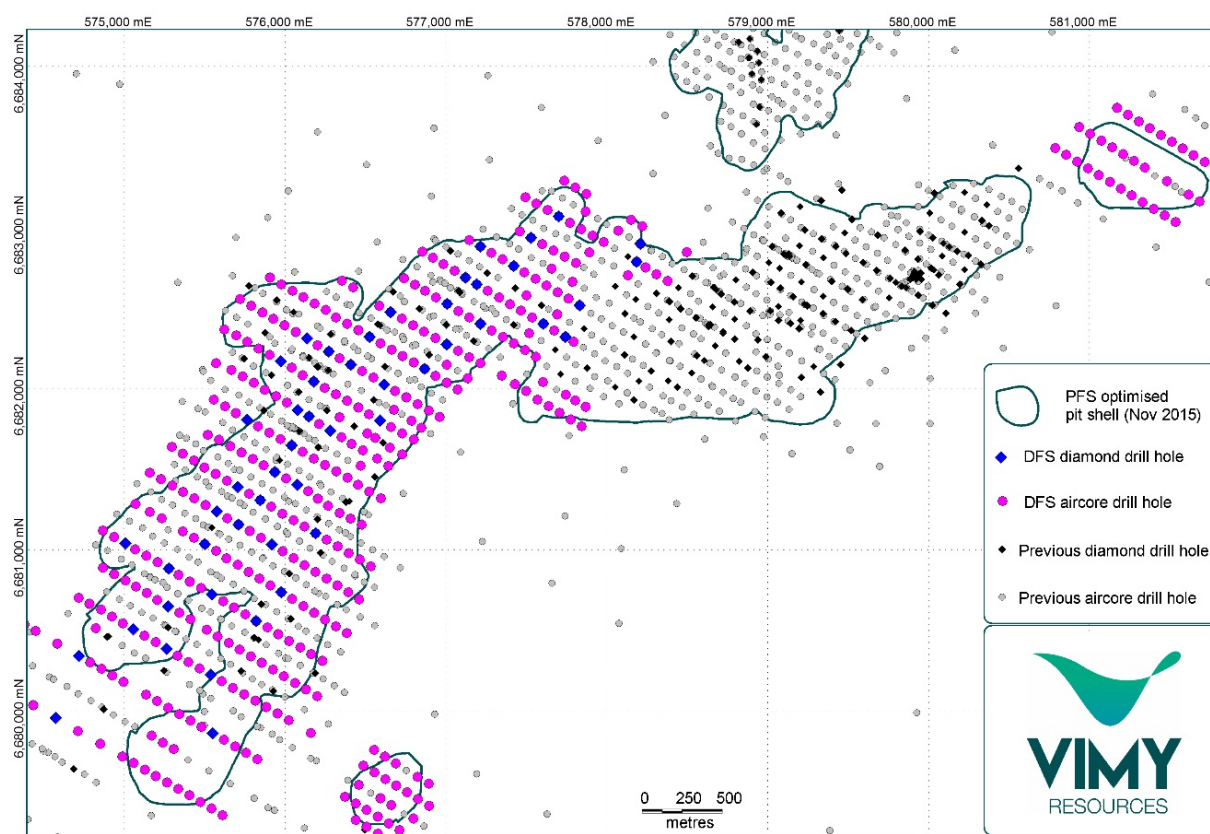 575,000 mE
576,000 mE
577,000 mE
578,000 mE
579,000 mE
580,000 mE
581,000 mE
6,684,000 mN
6,683,000 mN
6,682,000 mN
6,681,000 mN
6,680,000 mN
PFS optimised
pit shell (Nov 2015)
DFS diamond drill hole
DFS aircore drill hole
Previous diamond drill hole
Previous aircore drill hole
0 250 500
metres
VIMY
RESOURCES